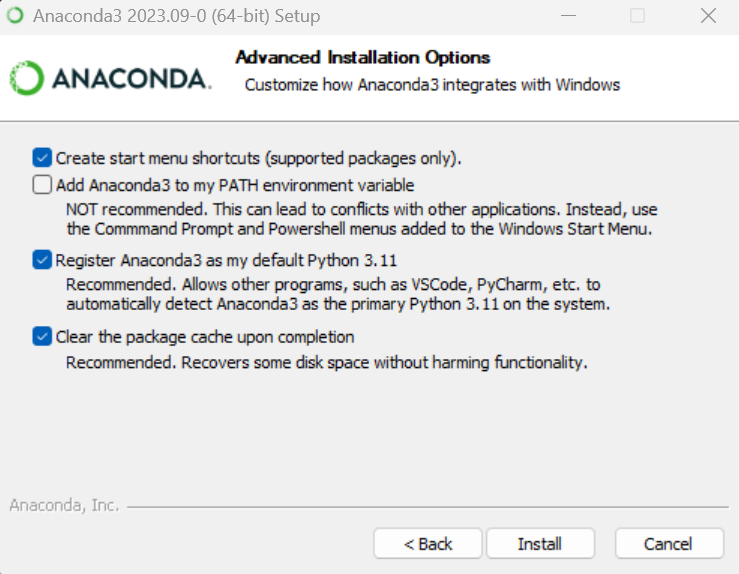 Anaconda3 2023.09-0 (64-bit) Setup
Advanced Installation Options
ANACONDA.
Customize how Anaconda3 integrates with Windows
Create start menu shortcuts (supported packages only).
Add Anaconda3 to my PATH environment variable
NOT recommended. This can lead to conflicts with other applications. Instead, use
the Commmand Prompt and Powershell menus added to the Windows Start Menu.
Register Anaconda3 as my default Python 3.11
Recommended. Allows other programs, such as VSCode, PyCharm, etc. to
automatically detect Anaconda3 as the primary Python 3.11 on the system.
Clear the package cache upon completion
Recommended. Recovers some disk space without harming functionality.
Anaconda, Inc.
< Back
Install
Cancel